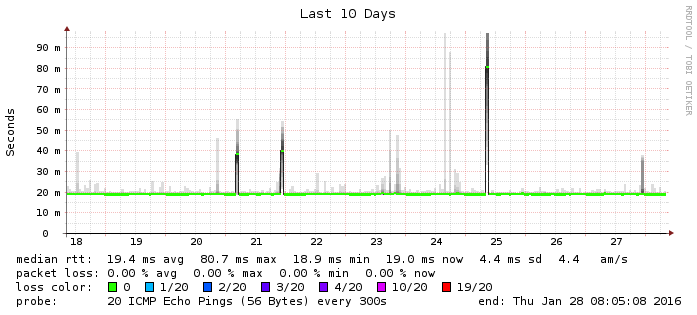 Last 10 Days
RRDTOOL / TOBI OETIKER
Seconds
90 m
80 m
70 m
60 m
50 m
40 m
30 m
20 m
10 m
0
18 19 20 21 22 23 24 25 26 27
median rtt: 19.4 ms avg 80.7 ms max 18.9 ms min 19.0 ms now 4.4 ms sd 4.4 am/s
packet loss: 0.00 % avg 0.00 % max 0.00 % min 0.00 % now
loss color: 0 1/20 2/20 3/20 4/20 10/20 19/20
probe: 20 ICMP Echo Pings (56 Bytes) every 300s end: Thu Jan 28 08:05:08 2016